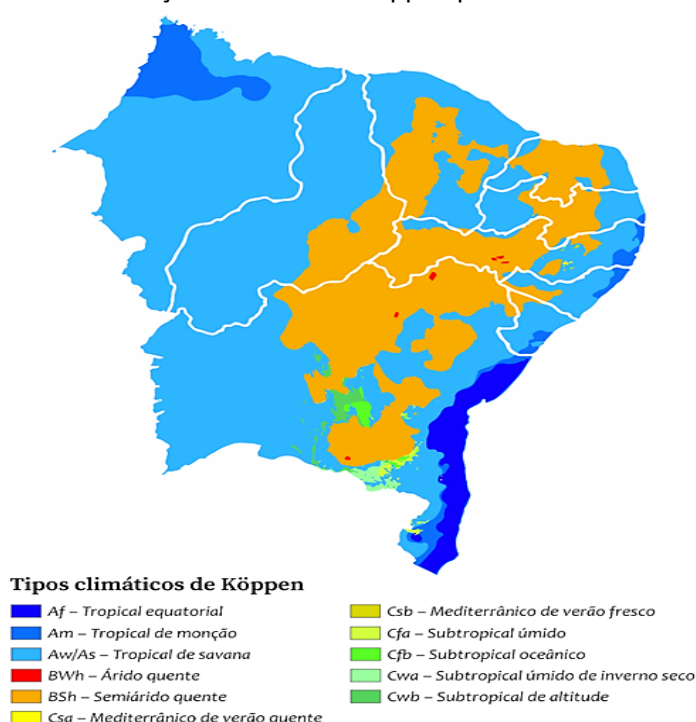 Tipos climáticos de Köppen
Af – Tropical equatorial
Am – Tropical de monção
Aw/As – Tropical de savana
BWh – Árido quente
BSh – Semiárido quente
Csa – Mediterrânico de verão quente
Csb – Mediterrânico de verão fresco
Cfa – Subtropical úmido
Cfb – Subtropical oceânico
Cwa – Subtropical úmido de inverno seco
Cwb – Subtropical de altitude